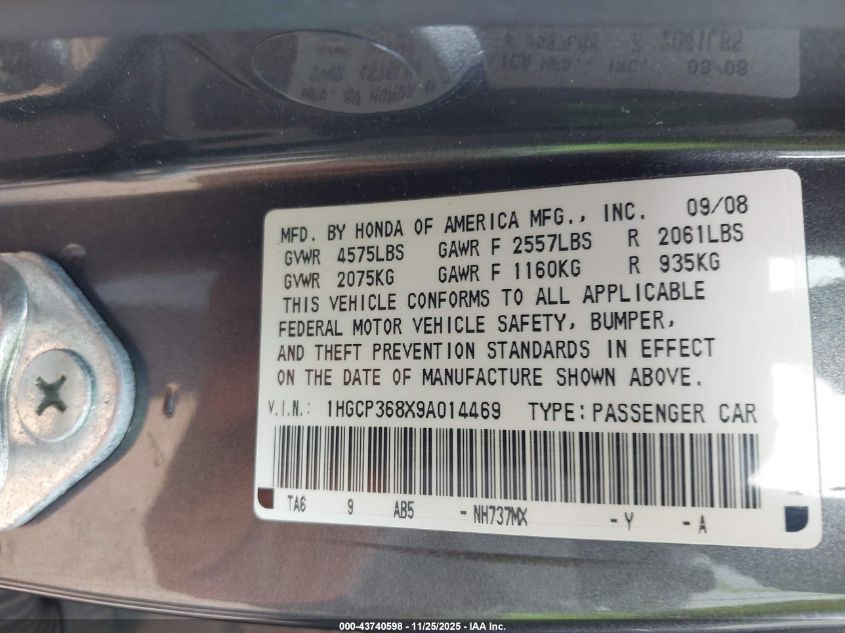 MFD. BY HONDA OF AMERICA MFG., INC. 09/08
GVWR 4575LBS GAWR F 2557LBS R 2061LBS
GVWR 2075KG GAWR F 1160KG R 935KG
THIS VEHICLE CONFORMS TO ALL APPLICABLE
FEDERAL MOTOR VEHICLE SAFETY, BUMPER,
AND THEFT PREVENTION STANDARDS IN EFFECT
ON THE DATE OF MANUFACTURE SHOWN ABOVE.
V.I.N.: 1HGCP368X9A014469 TYPE: PASSENGER CAR
TA6 9 AB5 - NH737MX - Y - A
000-43740598 - 11/25/2025 - IAA Inc.